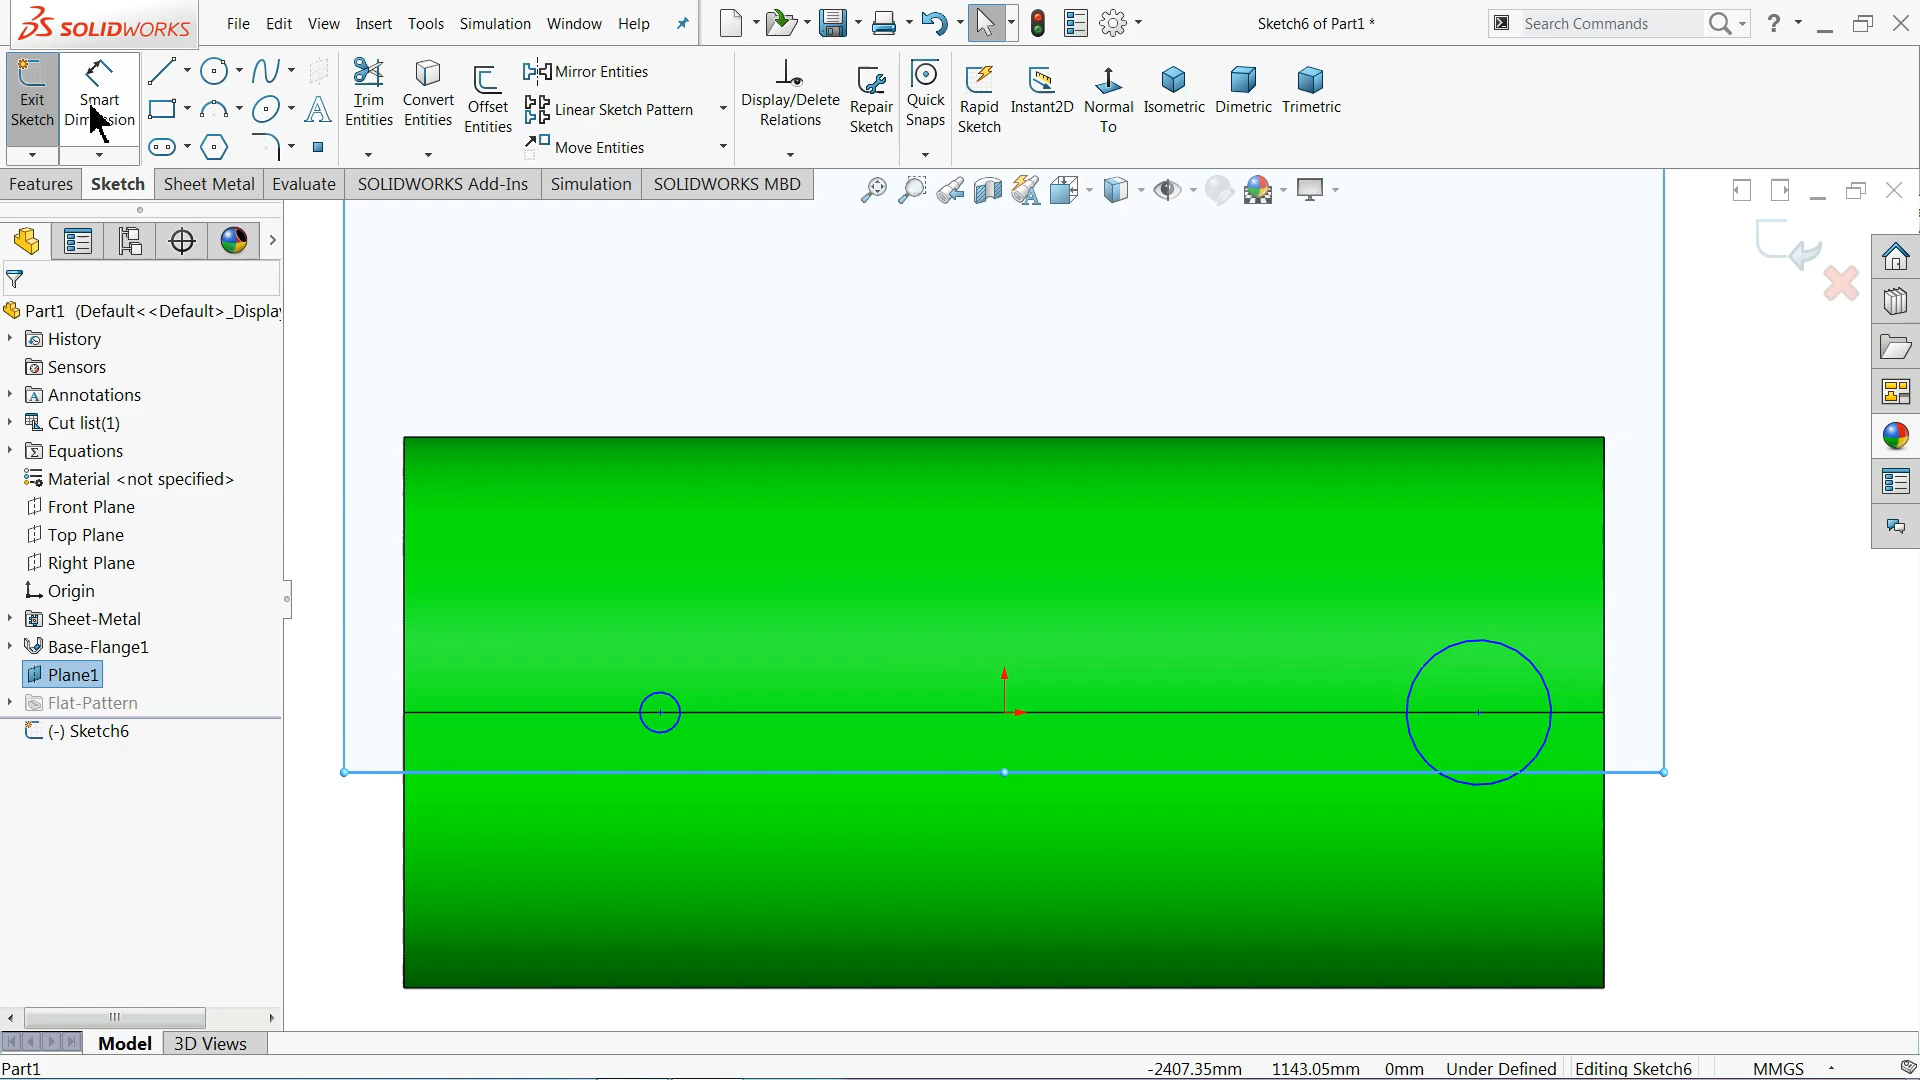 SOLIDWORKS File Edit View Insert Tools Simulation Window Help Sketch6 of Part1 * Search Commands ?
Exit Sketch
Smart Dimension
Trim Entities
Convert Entities
Offset Entities
Mirror Entities
Linear Sketch Pattern
Move Entities
Display/Delete Relations
Repair Sketch
Quick Snaps
Rapid Sketch
Instant2D
Normal To
Isometric
Dimetric
Trimetric
Features Sketch Sheet Metal Evaluate SOLIDWORKS Add-Ins Simulation SOLIDWORKS MBD
Part1 (Default<<Default>_Display
History
Sensors
Annotations
Cut list(1)
Equations
Material <not specified>
Front Plane
Top Plane
Right Plane
Origin
Sheet-Metal
Base-Flange1
Plane1
Flat-Pattern
(-) Sketch6
Model 3D Views
Part1 -2407.35mm 1143.05mm 0mm Under Defined Editing Sketch6 MMGS